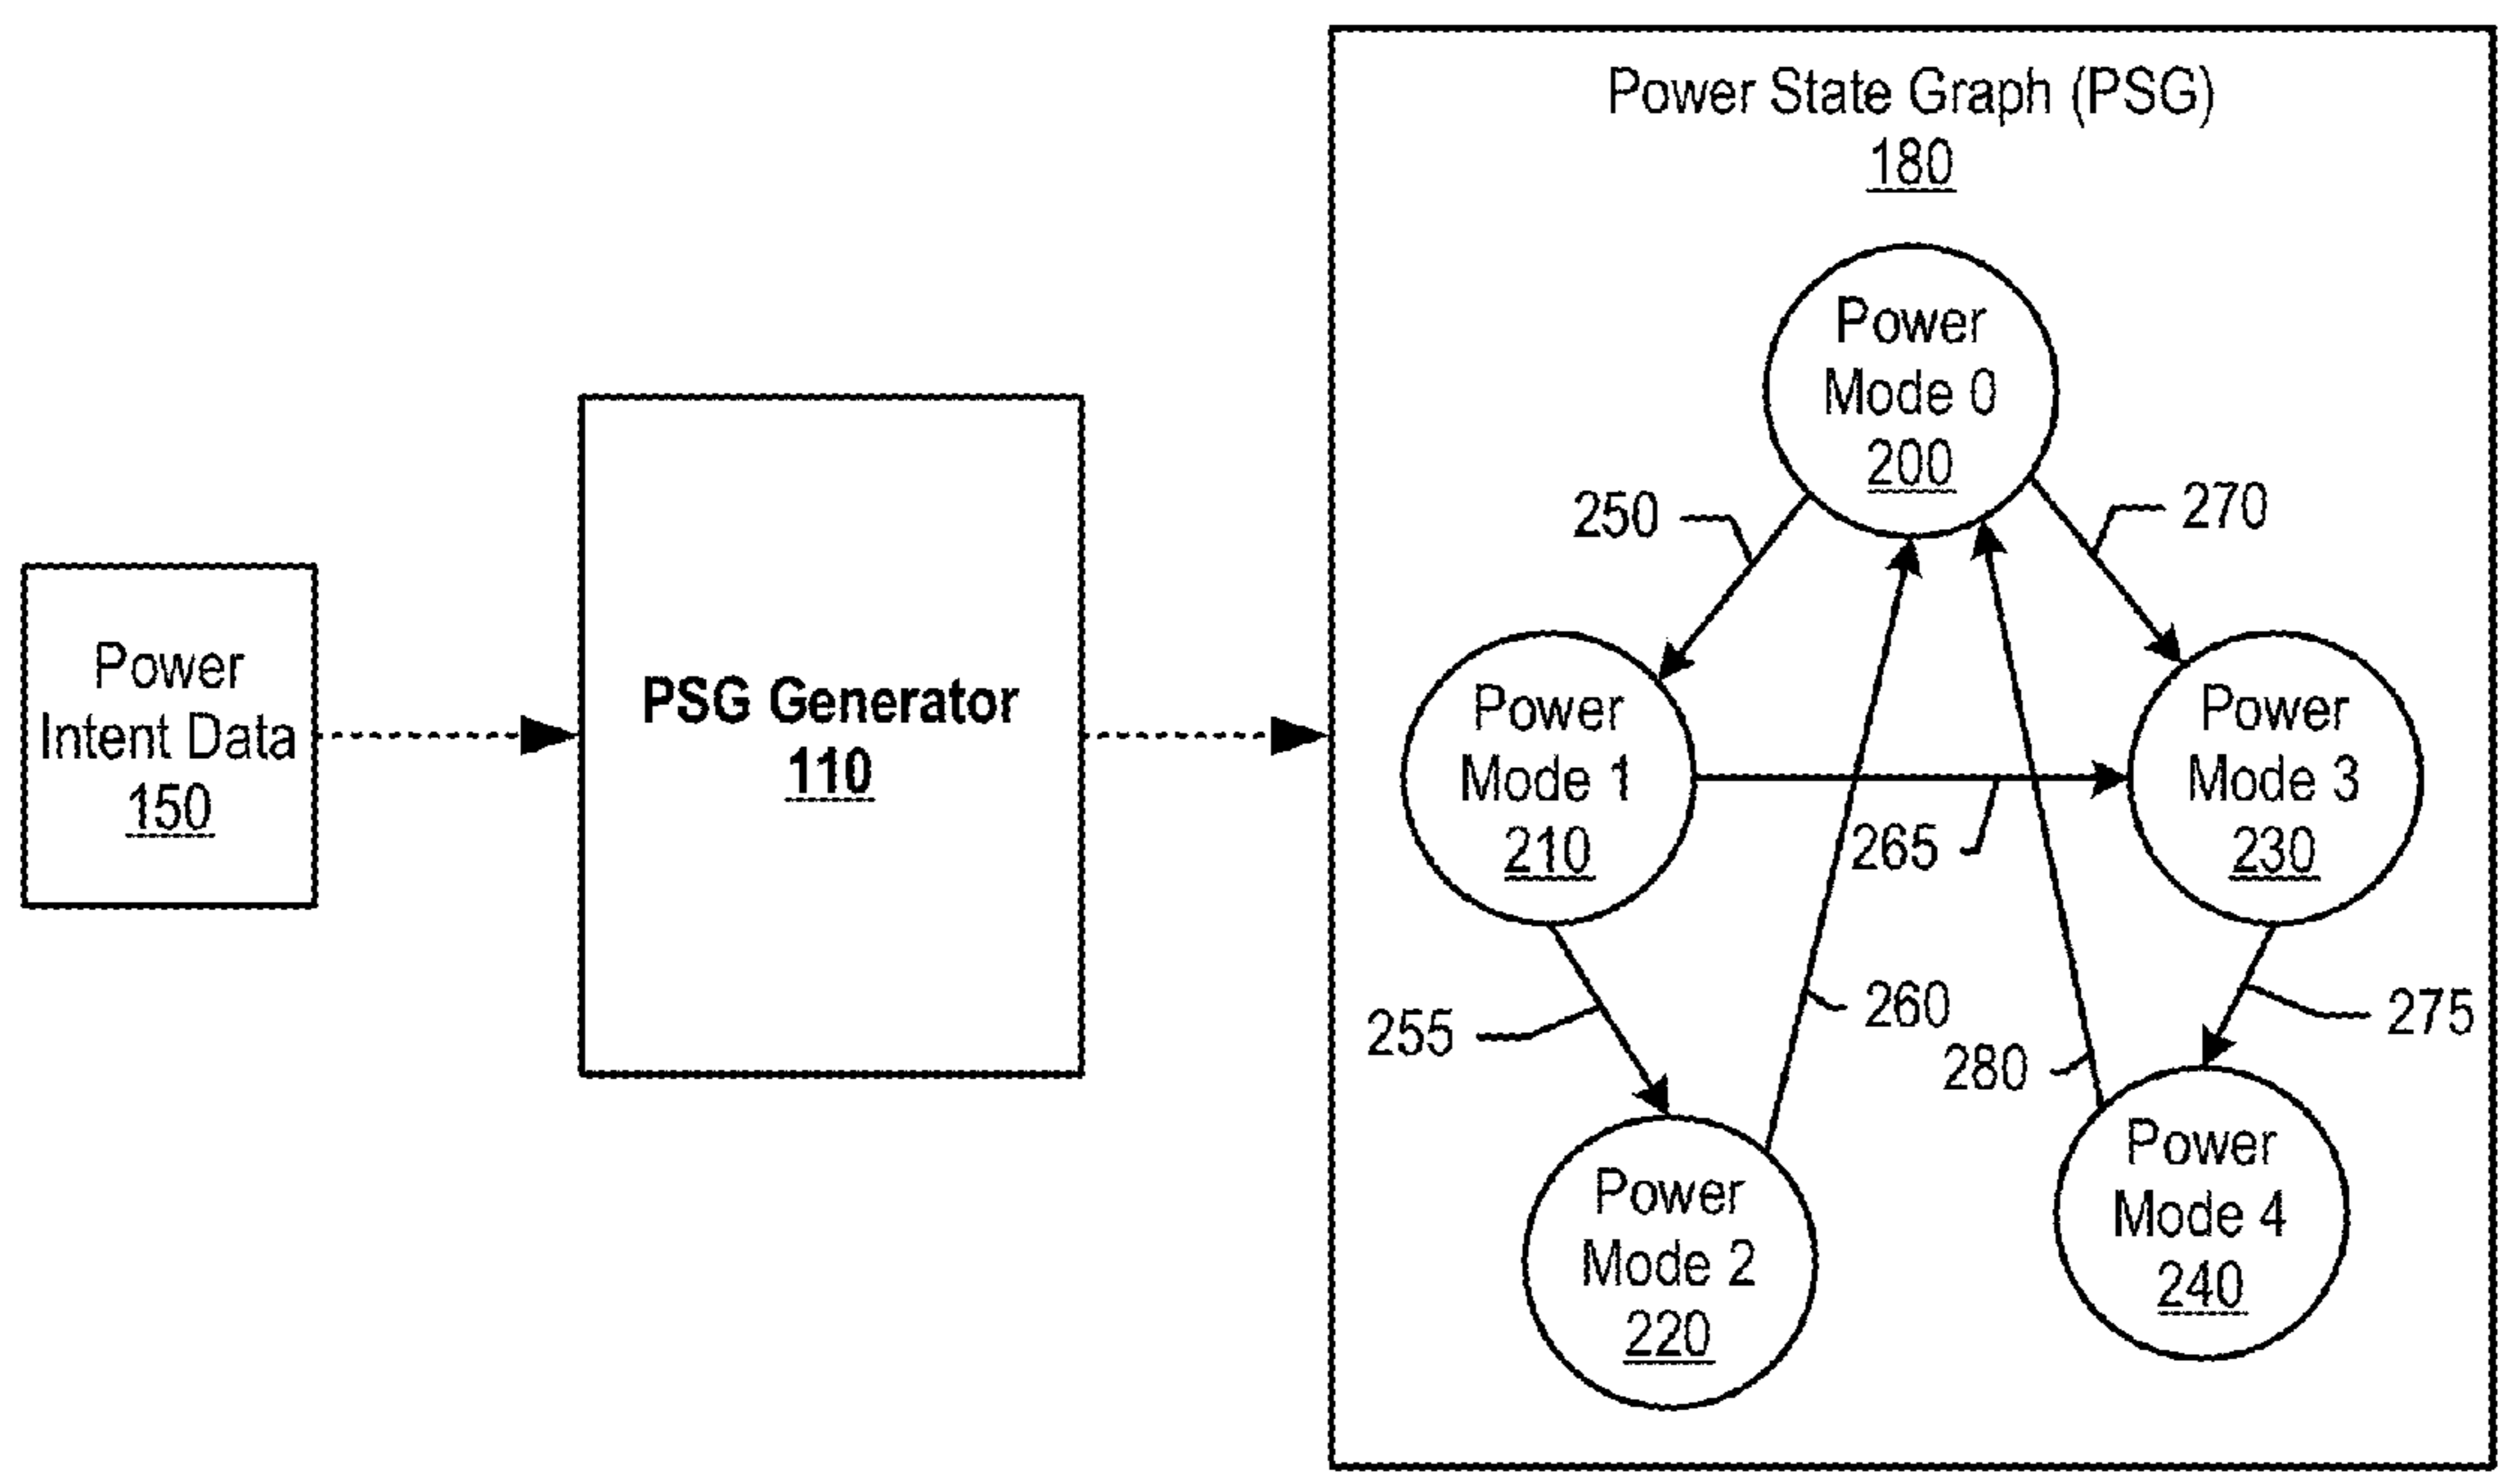 Power
Intent Data
150
PSG Generator
110
Power State Graph (PSG)
180
Power
Mode 0
200
250
270
Power
Mode 1
210
265
Power
Mode 3
230
255
260
280
275
Power
Mode 2
220
Power
Mode 4
240